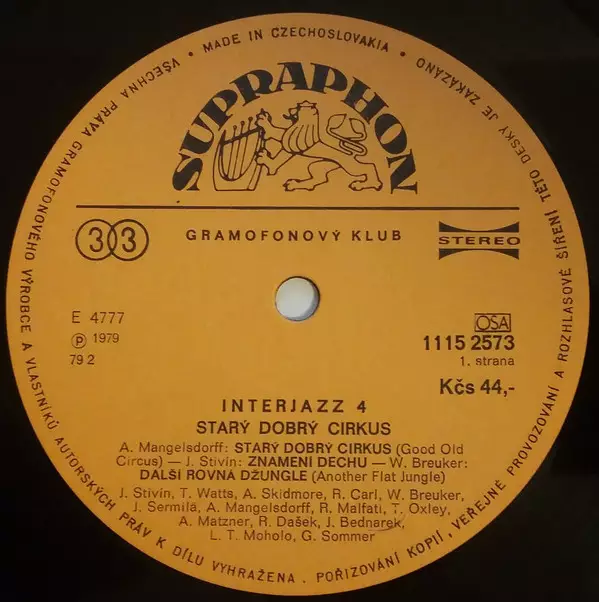 VŠECHNA PRÁVA GRAMOFONOVÉHO VÝROBCE A VLASTNÍKŮ AUTORSKÝCH PRÁV K DÍLU VYHRAŽENA . POŘIZOVÁNÍ KOPIÍ, VEŘEJNÉ PROVOZOVÁNÍ A ROZHLASOVÉ ŠÍŘENÍ TÉTO DESKY JE ZAKÁZÁNO
• MADE IN CZECHOSLOVAKIA •
SUPRAPHON
33
GRAMOFONOVÝ KLUB
STEREO
E 4777
℗ 1979
79 2
OSA
1115 2573
1. strana
Kčs 44,-
INTERJAZZ 4
STARÝ DOBRÝ CIRKUS
A. Mangelsdorff: STARÝ DOBRÝ CIRKUS (Good Old
Circus) — J. Stivín: ZNAMENÍ DECHU — W. Breuker:
DALŠÍ ROVNÁ DŽUNGLE (Another Flat Jungle)
J. Stivín, T. Watts, A. Skidmore, R. Carl, W. Breuker,
J. Sermilä, A. Mangelsdorff, R. Malfati, T. Oxley,
A. Matzner, R. Dašek, J. Bednarek,
L. T. Moholo, G. Sommer